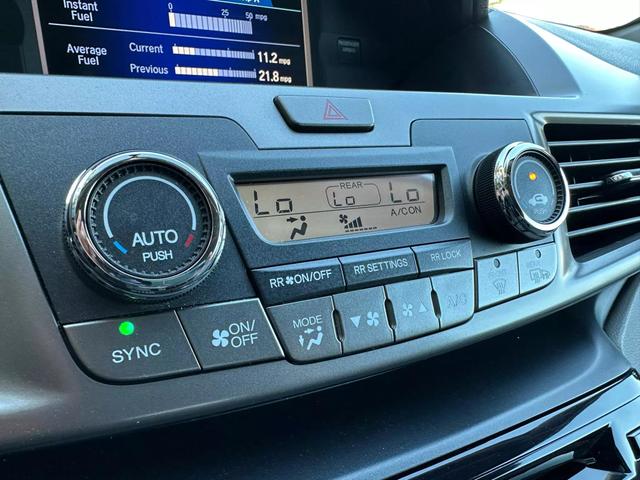 Instant
Fuel
0 25 50 mpg
Average
Fuel
Current 11.2 mpg
Previous 21.8 mpg
AUTO
PUSH
Lo REAR Lo Lo
A/CON
PUSH
RR ON/OFF
RR SETTINGS
RR LOCK
SYNC
ON/
OFF
MODE
A/C